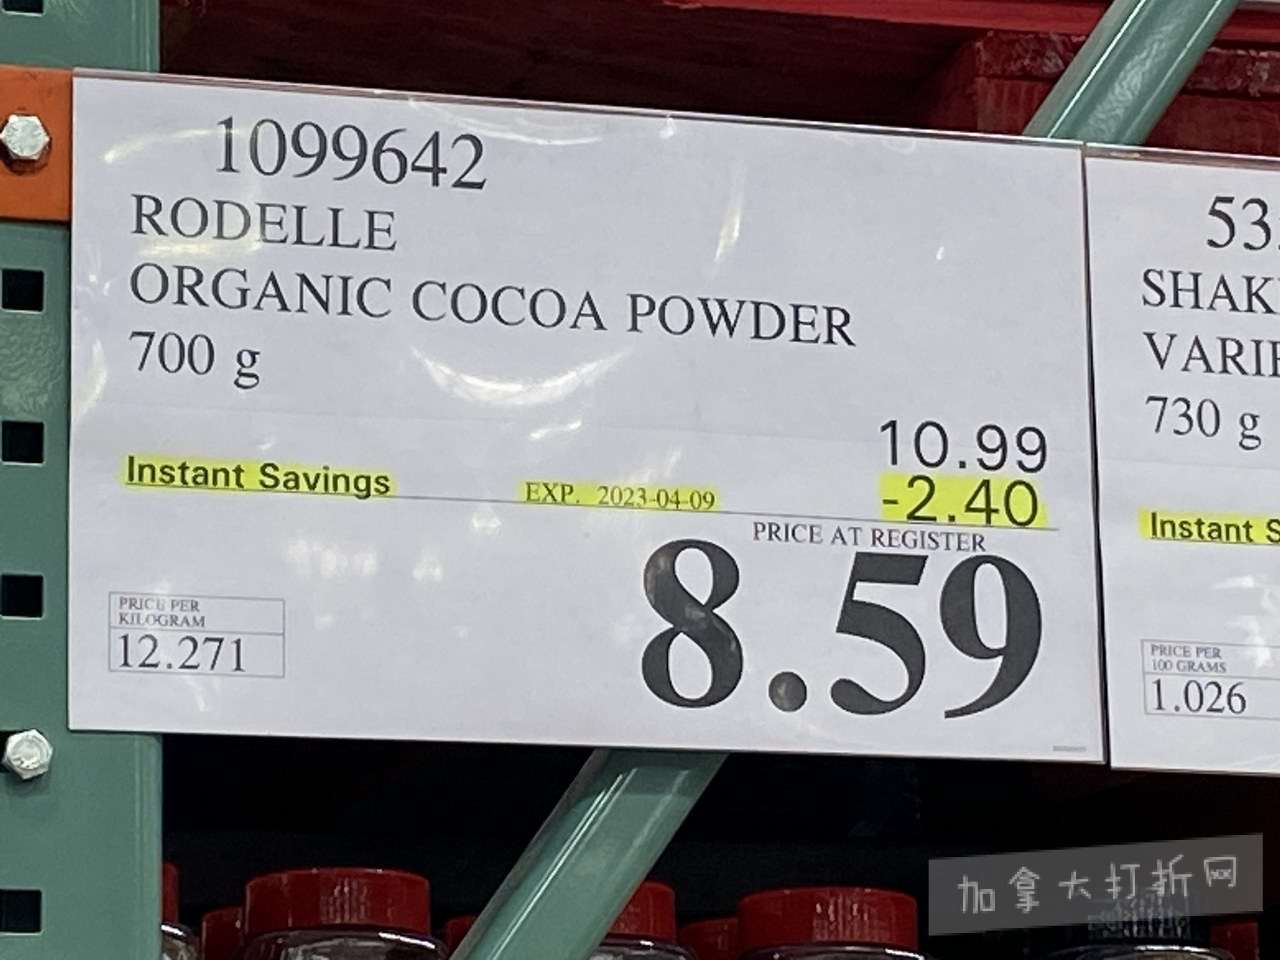 1099642
RODELLE
ORGANIC COCOA POWDER
700 g
10.99
Instant Savings EXP. 2023-04-09 -2.40
PRICE AT REGISTER
8.59
PRICE PER
KILOGRAM
12.271
53
SHAK
VARIE
730 g
Instant S
PRICE PER
100 GRAMS
1.026
加拿大打折网